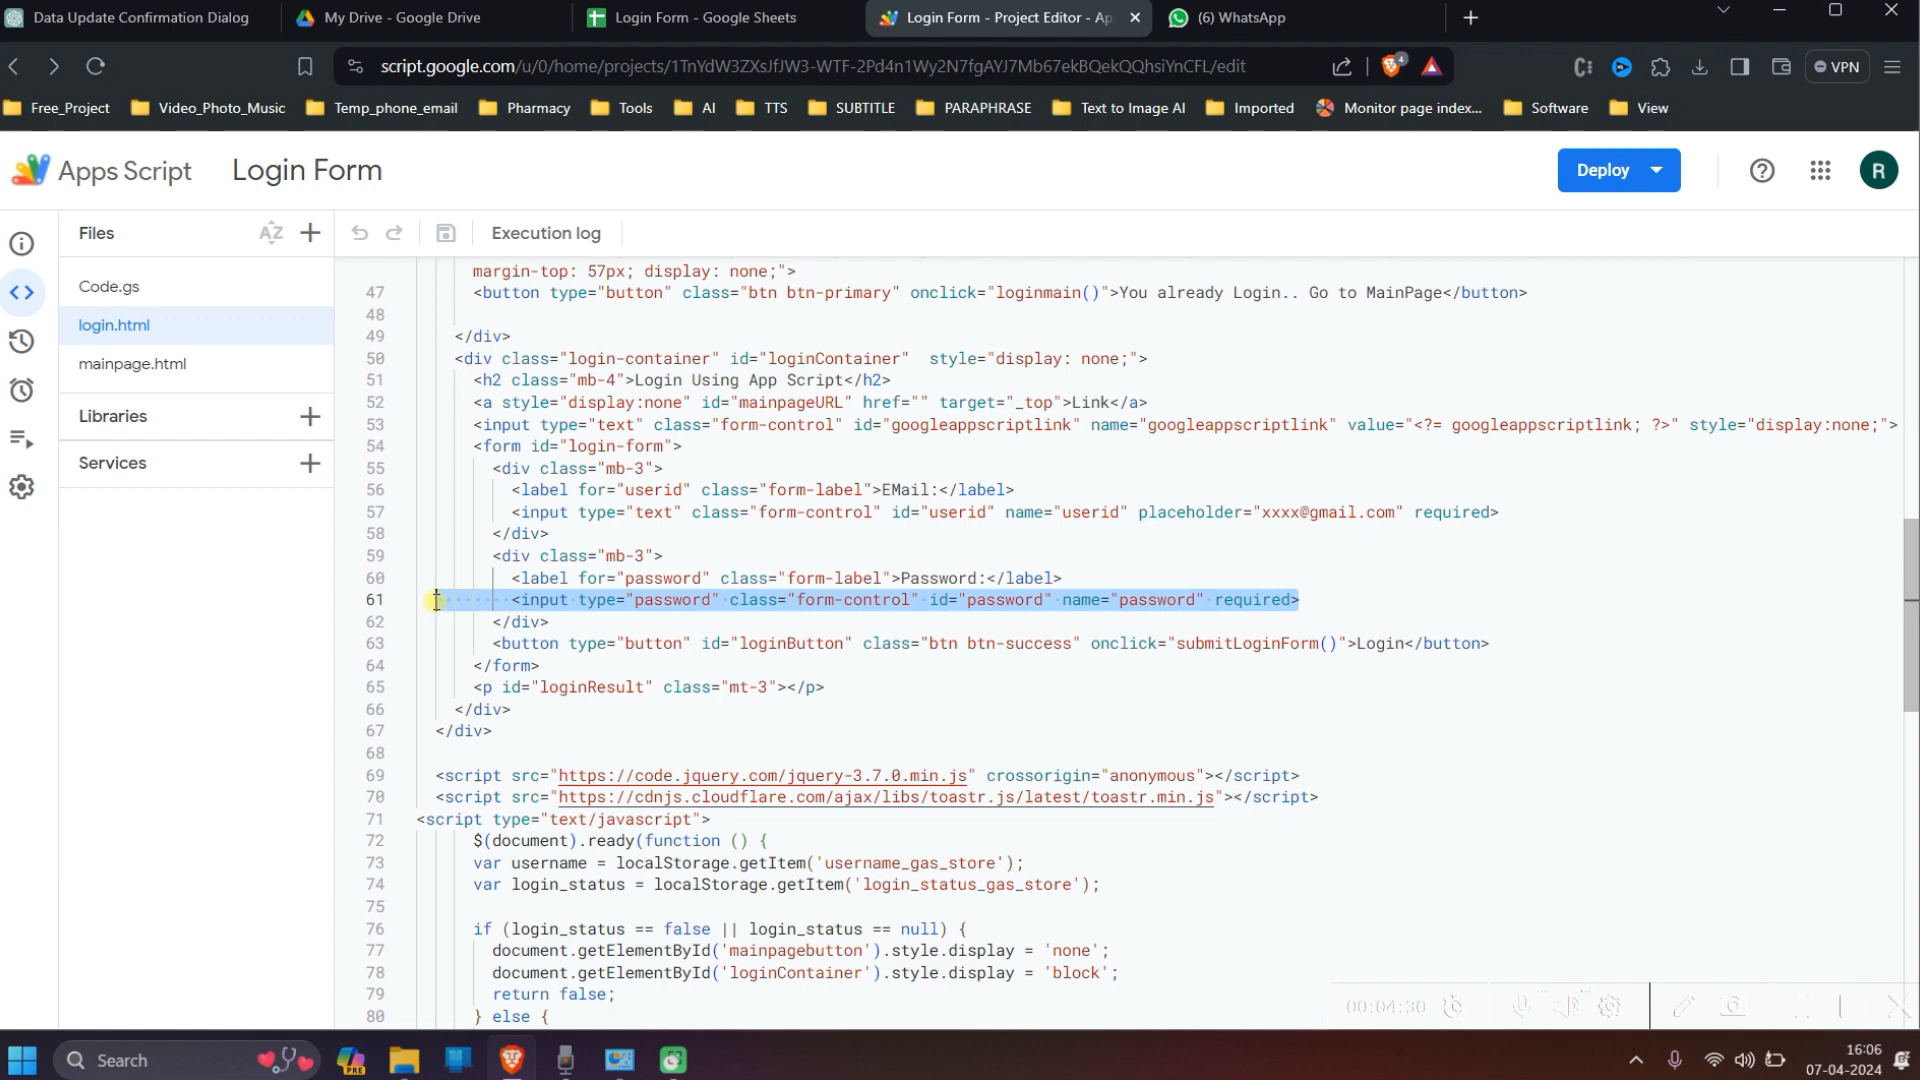 Data Update Confirmation Dialog
My Drive - Google Drive
Login Form - Google Sheets
Login Form - Project Editor - Ap
(6) WhatsApp
script.google.com/u/0/home/projects/1TnYdW3ZXsJfJW3-WTF-2Pd4n1Wy2N7fgAYJ7Mb67ekBQekQQhsiYnCFL/edit
4
VPN
Free_Project
Video_Photo_Music
Temp_phone_email
Pharmacy
Tools
AI
TTS
SUBTITLE
PARAPHRASE
Text to Image AI
Imported
Monitor page index...
Software
View
Apps Script
Login Form
Deploy
R
Files
AZ
Execution log
Code.gs
login.html
mainpage.html
Libraries
Services
margin-top: 57px; display: none;">
47 <button type="button" class="btn btn-primary" onclick="loginmain()">You already Login.. Go to MainPage</button>
48
49 </div>
50 <div class="login-container" id="loginContainer"  style="display: none;">
51 <h2 class="mb-4">Login Using App Script</h2>
52 <a style="display:none" id="mainpageURL" href="" target="_top">Link</a>
53 <input type="text" class="form-control" id="googleappscriptlink" name="googleappscriptlink" value="<?= googleappscriptlink; ?>" style="display:none;">
54 <form id="login-form">
55 <div class="mb-3">
56 <label for="userid" class="form-label">EMail:</label>
57 <input type="text" class="form-control" id="userid" name="userid" placeholder="xxxx@gmail.com" required>
58 </div>
59 <div class="mb-3">
60 <label for="password" class="form-label">Password:</label>
61 <input type="password" class="form-control" id="password" name="password" required>
62 </div>
63 <button type="button" id="loginButton" class="btn btn-success" onclick="submitLoginForm()">Login</button>
64 </form>
65 <p id="loginResult" class="mt-3"></p>
66 </div>
67 </div>
68
69 <script src="https://code.jquery.com/jquery-3.7.0.min.js" crossorigin="anonymous"></script>
70 <script src="https://cdnjs.cloudflare.com/ajax/libs/toastr.js/latest/toastr.min.js"></script>
71 <script type="text/javascript">
72 $(document).ready(function () {
73 var username = localStorage.getItem('username_gas_store');
74 var login_status = localStorage.getItem('login_status_gas_store');
75
76 if (login_status == false || login_status == null) {
77 document.getElementById('mainpagebutton').style.display = 'none';
78 document.getElementById('loginContainer').style.display = 'block';
79 return false;
80 } else {
00:04:30
Search
PRE
16:06
07-04-2024